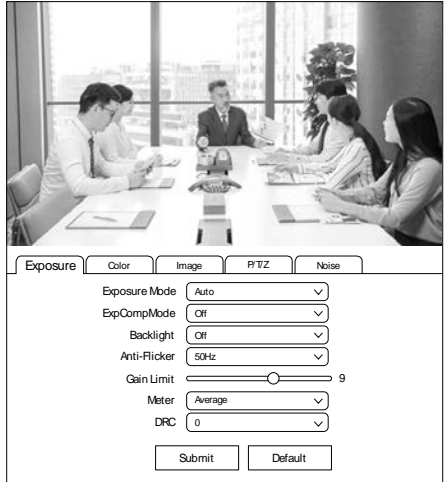 Exposure Color Image P/T/Z Noise
Exposure Mode Auto
ExpCompMode Off
Backlight Off
Anti-Flicker 50Hz
Gain Limit 9
Meter Average
DRC 0
Submit Default